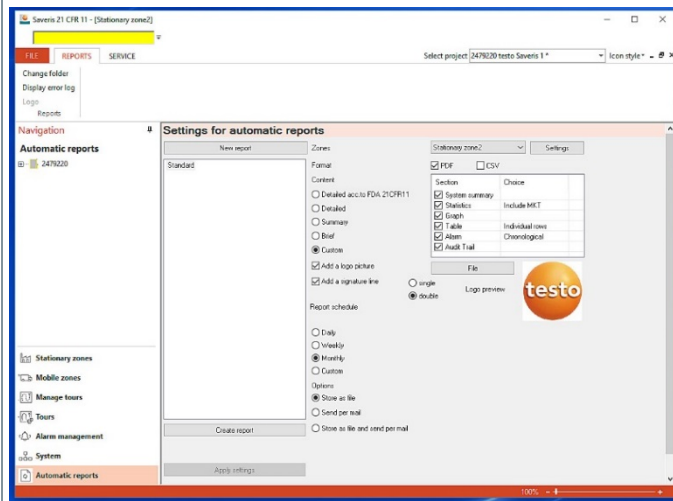 Saveris 21 CFR 11 - [Stationary zone2]
FILE REPORTS SERVICE
Select project 2479220 testo Saveris 1 * Icon style
Change folder
Display error log
Logo
Reports
Navigation
Automatic reports
2479220
Stationary zones
Mobile zones
Manage tours
Tours
Alarm management
System
Automatic reports
Settings for automatic reports
New report
Standard
Create report
Apply settings
Zones Stationary zone2 Settings
Format PDF CSV
Content
Detailed acc.to FDA 21CFR11
Detailed
Summary
Brief
Custom
Section Choice
System summary
Statistics Include MKT
Graph
Table Individual rows
Alarm Chronological
Audit Trail
Add a logo picture File
Add a signature line single
double
Logo preview
testo
Report schedule
Daily
Weekly
Monthly
Custom
Options
Store as file
Send per mail
Store as file and send per mail
100% - +